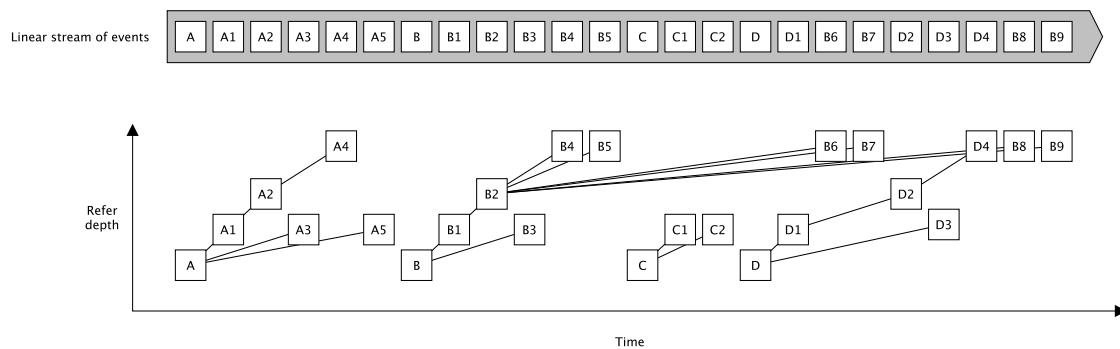 Linear stream of events A A1 A2 A3 A4 A5 B B1 B2 B3 B4 B5 C C1 C2 D D1 B6 B7 D2 D3 D4 B8 B9
A4 B4 B5 B6 B7 D4 B8 B9
A2 B2 D2
Refer
depth
A1 A3 A5 B1 B3 C1 C2 D1 D3
A B C D
Time